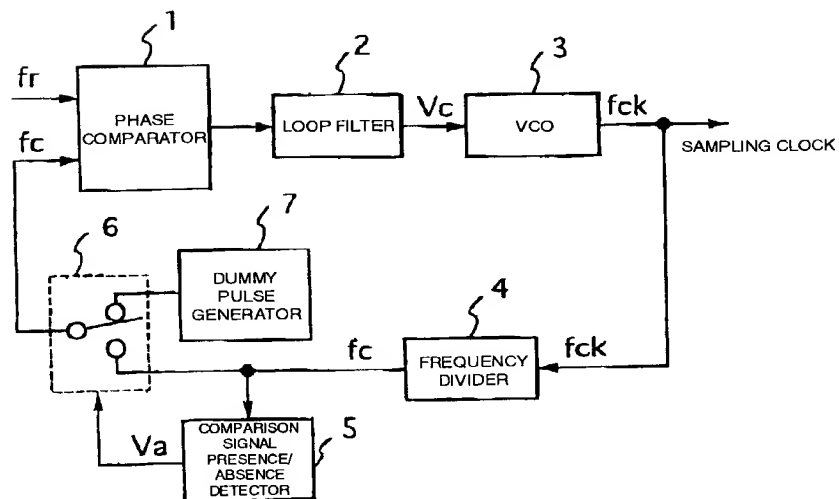 1
2
3
fr
PHASE
COMPARATOR
LOOP FILTER
Vc
VCO
fck
SAMPLING CLOCK
fc
6
7
DUMMY
PULSE
GENERATOR
4
fc
FREQUENCY
DIVIDER
fck
Va
COMPARISON
SIGNAL
PRESENCE/
ABSENCE
DETECTOR
5